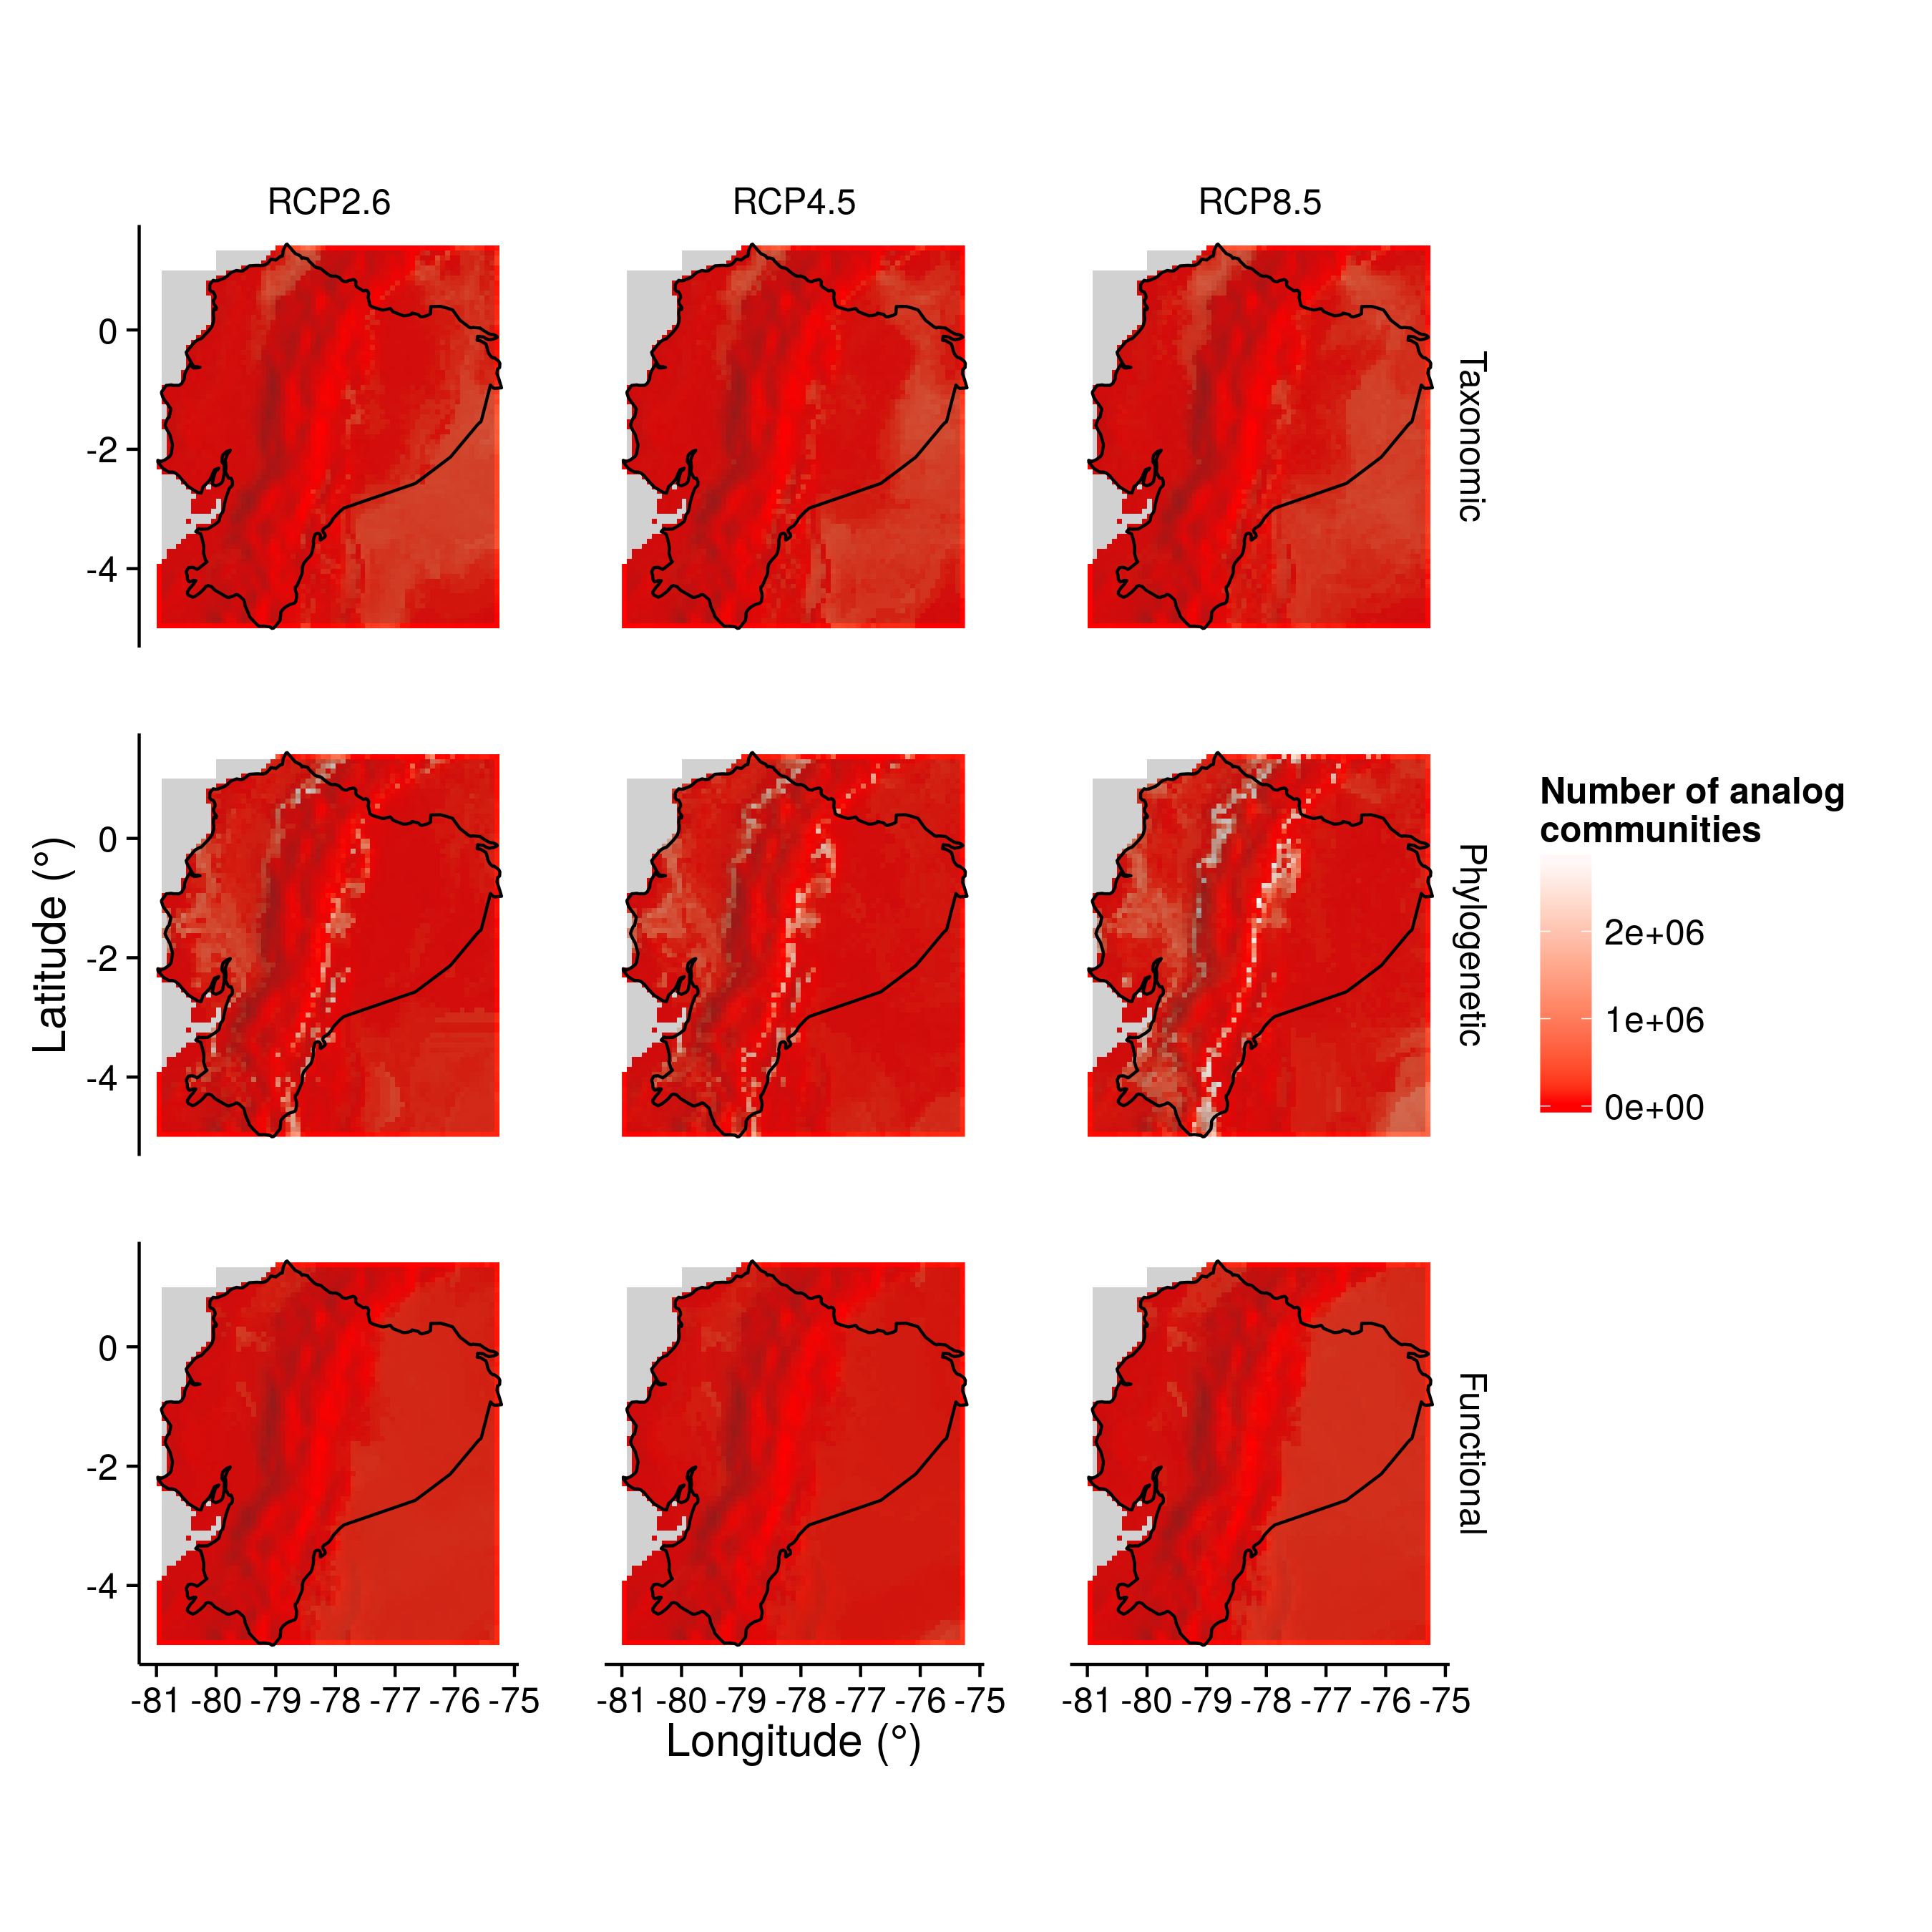 RCP2.6 RCP4.5 RCP8.5
0
-2
-4
Taxonomic
0
-2
-4
Phylogenetic
Number of analog
communities
2e+06
1e+06
0e+00
Latitude (°)
0
-2
-4
Functional
-81 -80 -79 -78 -77 -76 -75 -81 -80 -79 -78 -77 -76 -75 -81 -80 -79 -78 -77 -76 -75
Longitude (°)